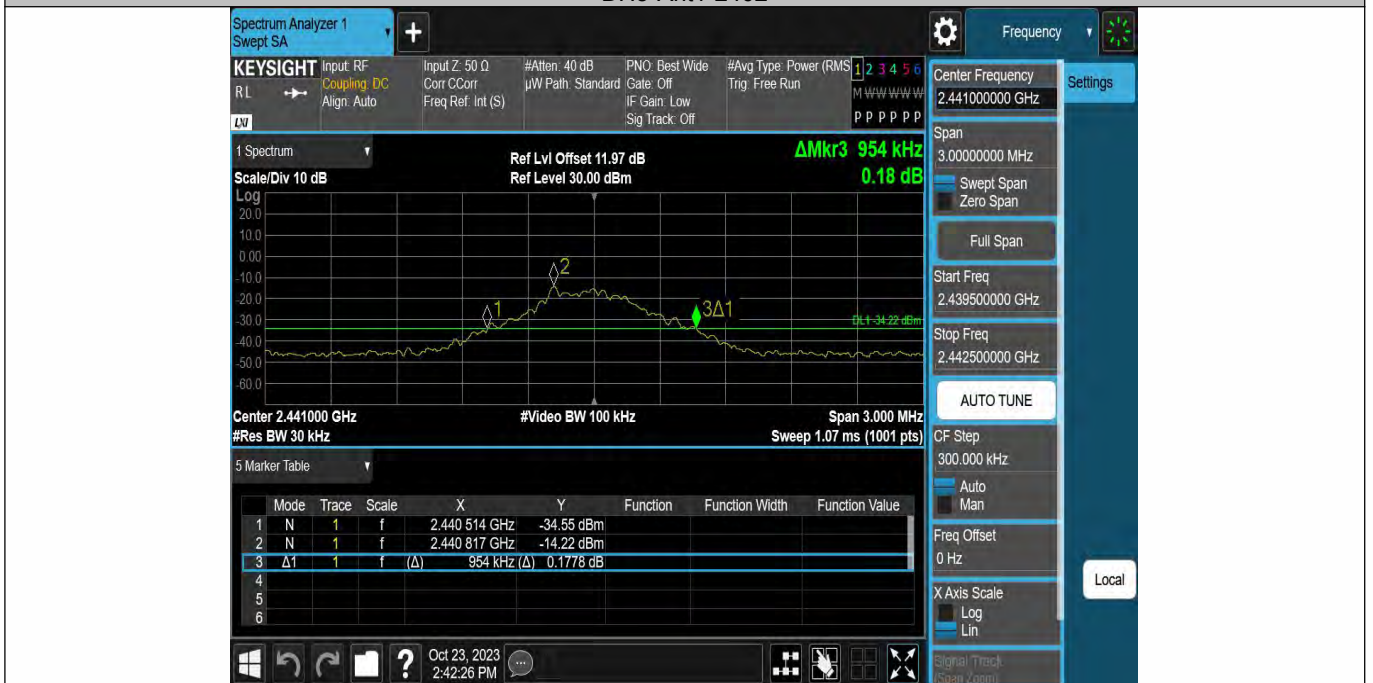 Spectrum Analyzer 1
Swept SA
+
Frequency
KEYSIGHT
RL
LXI
Input: RF
Coupling: DC
Align: Auto
Input Z: 50 Ω
Corr CCorr
Freq Ref: Int (S)
#Atten: 40 dB
µW Path: Standard
PNO: Best Wide
Gate: Off
IF Gain: Low
Sig Track: Off
#Avg Type: Power (RMS
Trig: Free Run
1 2 3 4 5 6
M W W W W W
P P P P P P
1 Spectrum
Scale/Div 10 dB
Ref Lvl Offset 11.97 dB
Ref Level 30.00 dBm
ΔMkr3 954 kHz
0.18 dB
Log
20.0
10.0
0.00
-10.0
-20.0
-30.0
-40.0
-50.0
-60.0
1
2
3Δ1
DL1 -34.22 dBm
Center 2.441000 GHz
#Video BW 100 kHz
Span 3.000 MHz
#Res BW 30 kHz
Sweep 1.07 ms (1001 pts)
5 Marker Table
Mode Trace Scale X Y Function Function Width Function Value
1 N 1 f 2.440 514 GHz -34.55 dBm
2 N 1 f 2.440 817 GHz -14.22 dBm
3 Δ1 1 f (Δ) 954 kHz (Δ) 0.1778 dB
4
5
6
Oct 23, 2023
2:42:26 PM
Center Frequency
2.441000000 GHz
Settings
Span
3.00000000 MHz
Swept Span
Zero Span
Full Span
Start Freq
2.439500000 GHz
Stop Freq
2.442500000 GHz
AUTO TUNE
CF Step
300.000 kHz
Auto
Man
Freq Offset
0 Hz
X Axis Scale
Log
Lin
Local
Signal Track
(Span Zoom)